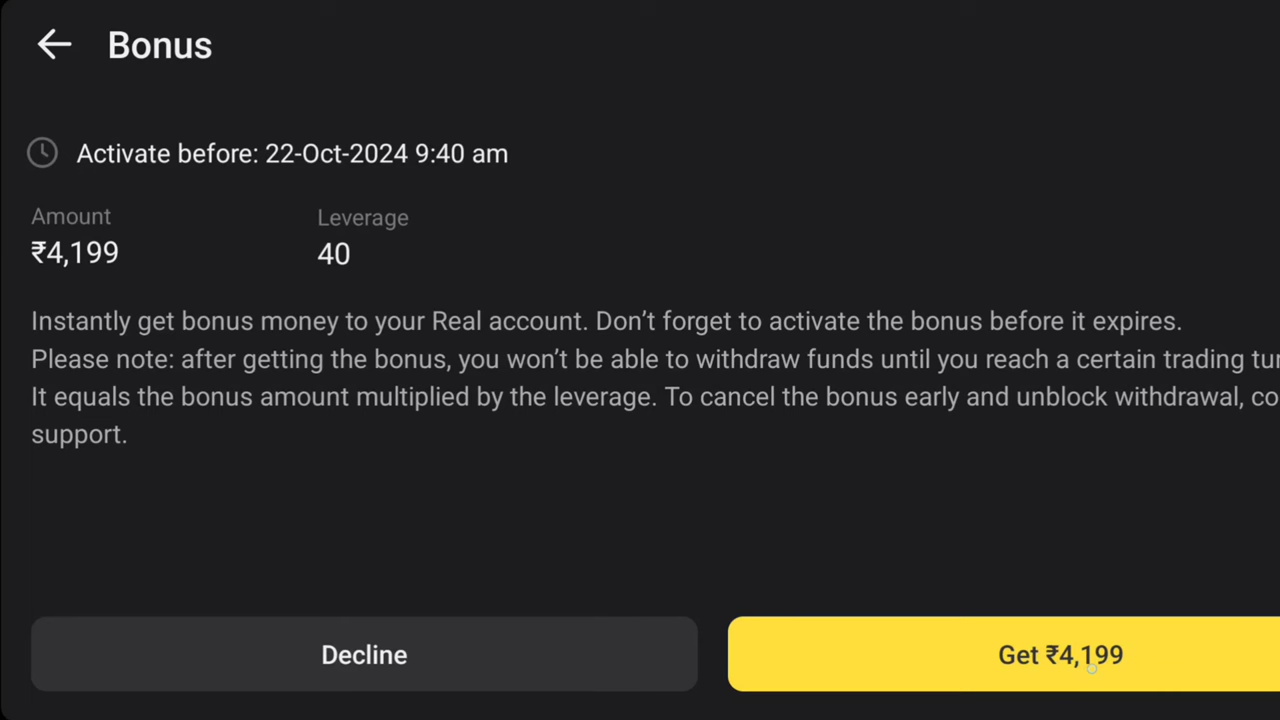 Bonus
Activate before: 22-Oct-2024 9:40 am
Amount Leverage
₹4,199 40
Instantly get bonus money to your Real account. Don’t forget to activate the bonus before it expires.
Please note: after getting the bonus, you won’t be able to withdraw funds until you reach a certain trading
It equals the bonus amount multiplied by the leverage. To cancel the bonus early and unblock withdrawal,
support.
Decline Get ₹4,199